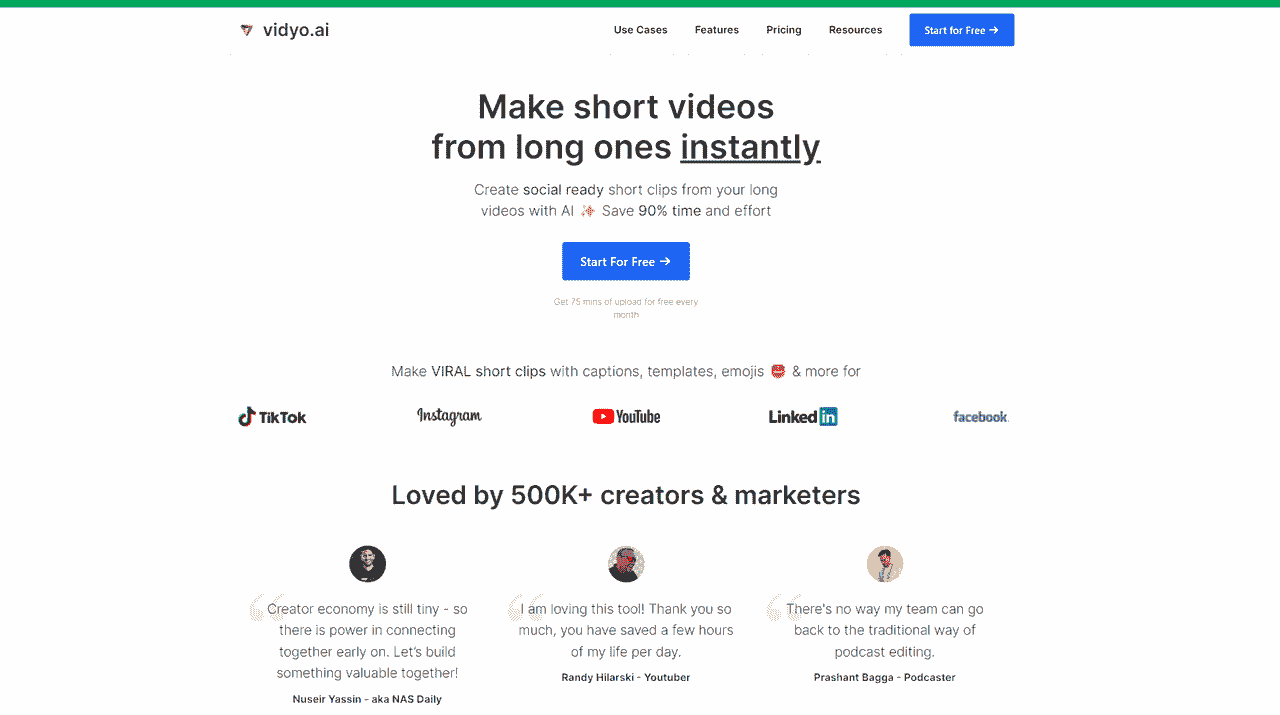 vidyo.ai
Use Cases
Features
Pricing
Resources
Start for Free →
Make short videos
from long ones instantly
Create social ready short clips from your long
videos with AI ✨ Save 90% time and effort
Start For Free →
Get 75 mins of upload for free every
month
Make VIRAL short clips with captions, templates, emojis 🤩 & more for
TikTok
Instagram
YouTube
Linked in
facebook.
Loved by 500K+ creators & marketers
Creator economy is still tiny - so
there is power in connecting
together early on. Let’s build
something valuable together!
Nuseir Yassin - aka NAS Daily
I am loving this tool! Thank you so
much, you have saved a few hours
of my life per day.
Randy Hilarski - Youtuber
There's no way my team can go
back to the traditional way of
podcast editing.
Prashant Bagga - Podcaster